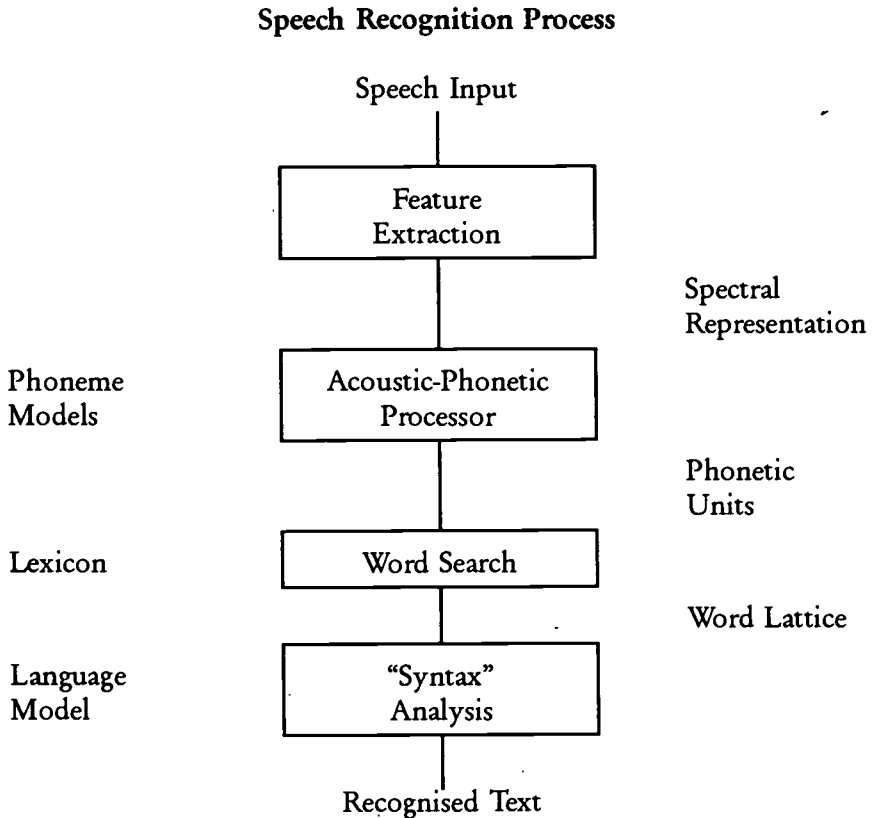 Speech Recognition Process
Speech Input
Feature
Extraction
Spectral
Representation
Phoneme
Models
Acoustic-Phonetic
Processor
Phonetic
Units
Lexicon
Word Search
Word Lattice
Language
Model
“Syntax”
Analysis
Recognised Text